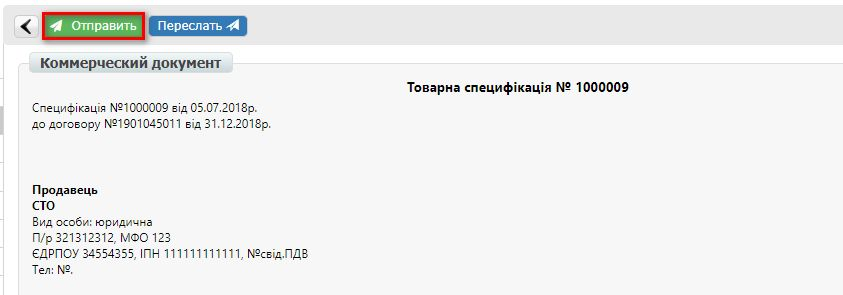 Отправить Переслать
Коммерческий документ
Товарна специфікація № 1000009
Специфікація №1000009 від 05.07.2018р.
до договору №1901045011 від 31.12.2018р.
Продавець
СТО
Вид особи: юридична
П/р 321312312, МФО 123
ЄДРПОУ 34554355, ІПН 111111111111, №свід.ПДВ
Тел: №.